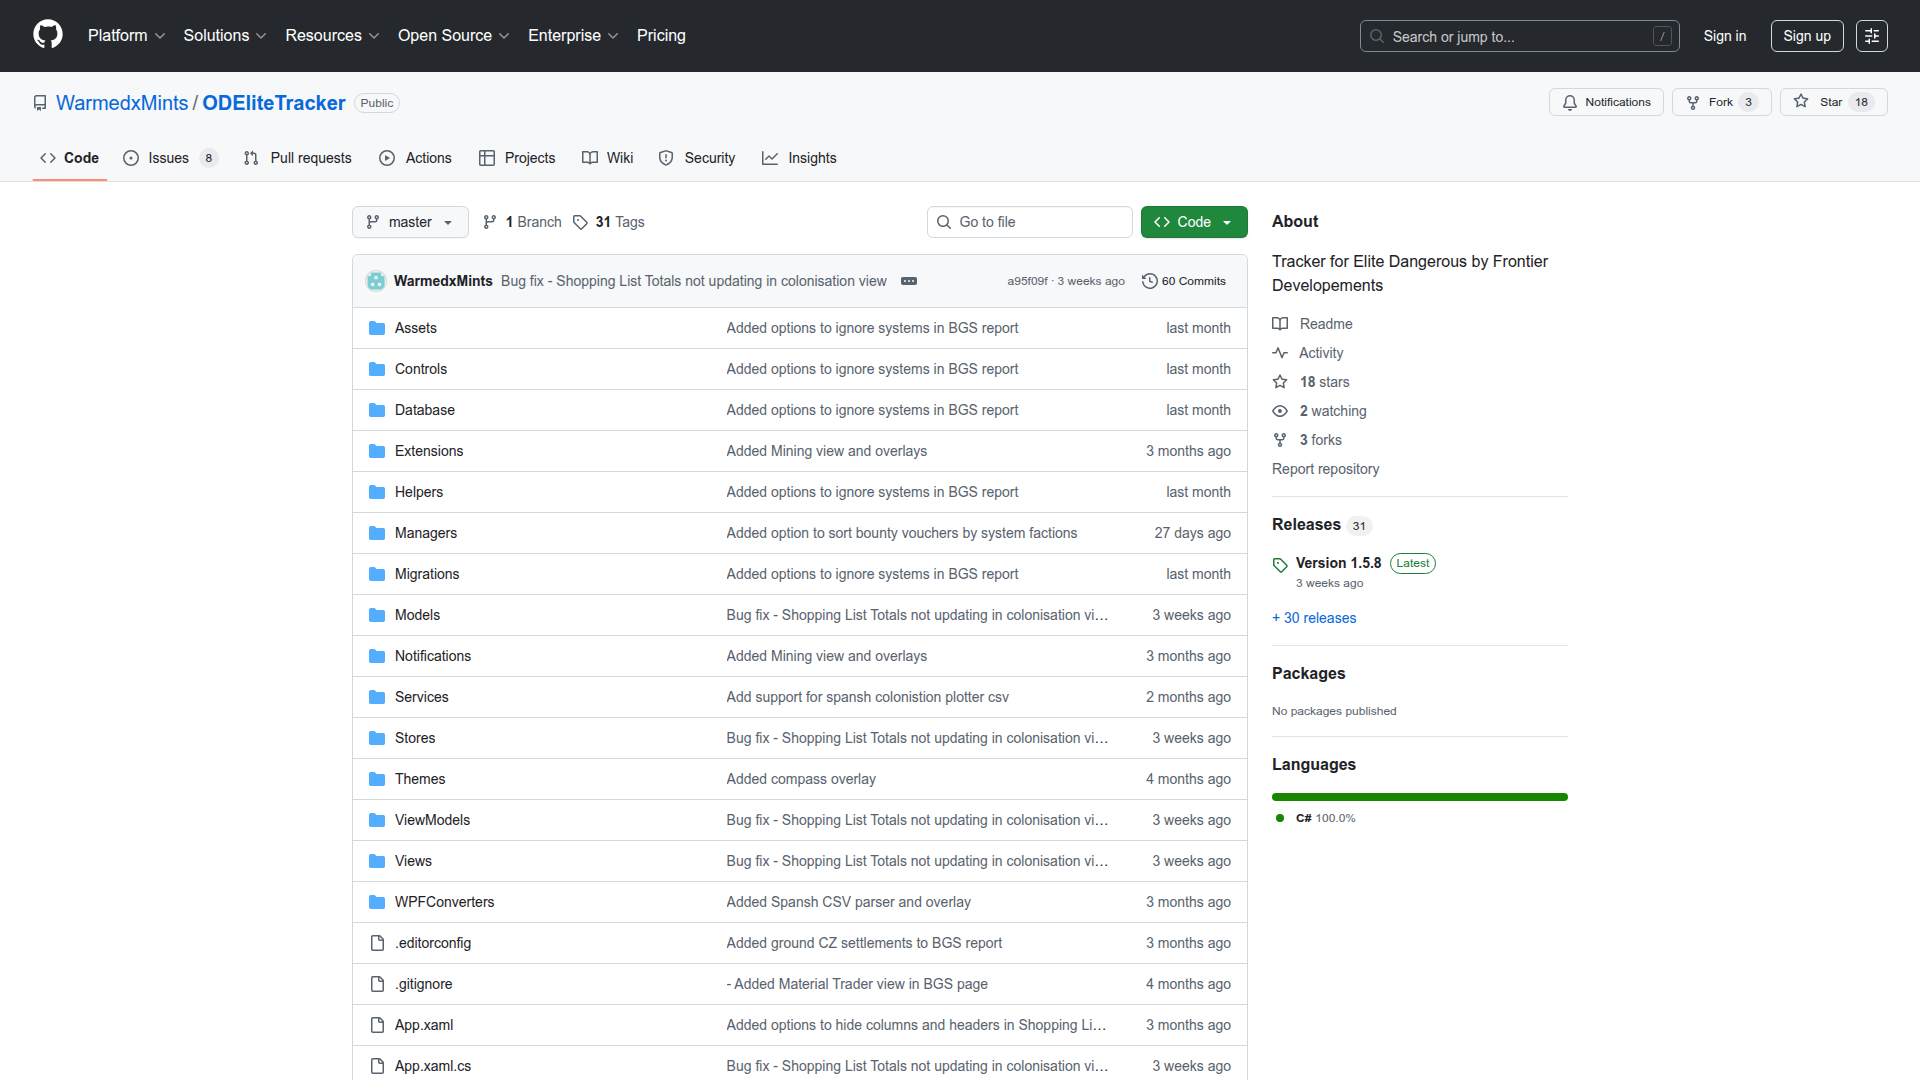 Platform Solutions Resources Open Source Enterprise Pricing Search or jump to... / Sign in Sign up
WarmedxMints / ODEliteTracker Public Notifications Fork 3 Star 18
Code Issues 8 Pull requests Actions Projects Wiki Security Insights
master 1 Branch 31 Tags Go to file Code
WarmedxMints Bug fix - Shopping List Totals not updating in colonisation view a95f09f · 3 weeks ago 60 Commits
Assets Added options to ignore systems in BGS report last month
Controls Added options to ignore systems in BGS report last month
Database Added options to ignore systems in BGS report last month
Extensions Added Mining view and overlays 3 months ago
Helpers Added options to ignore systems in BGS report last month
Managers Added option to sort bounty vouchers by system factions 27 days ago
Migrations Added options to ignore systems in BGS report last month
Models Bug fix - Shopping List Totals not updating in colonisation vi... 3 weeks ago
Notifications Added Mining view and overlays 3 months ago
Services Add support for spansh colonistion plotter csv 2 months ago
Stores Bug fix - Shopping List Totals not updating in colonisation vi... 3 weeks ago
Themes Added compass overlay 4 months ago
ViewModels Bug fix - Shopping List Totals not updating in colonisation vi... 3 weeks ago
Views Bug fix - Shopping List Totals not updating in colonisation vi... 3 weeks ago
WPFConverters Added Spansh CSV parser and overlay 3 months ago
.editorconfig Added ground CZ settlements to BGS report 3 months ago
.gitignore - Added Material Trader view in BGS page 4 months ago
App.xaml Added options to hide columns and headers in Shopping Li... 3 months ago
App.xaml.cs Bug fix - Shopping List Totals not updating in colonisation vi... 3 weeks ago
About
Tracker for Elite Dangerous by Frontier
Developements
Readme
Activity
18 stars
2 watching
3 forks
Report repository
Releases 31
Version 1.5.8 Latest
3 weeks ago
+ 30 releases
Packages
No packages published
Languages
C# 100.0%